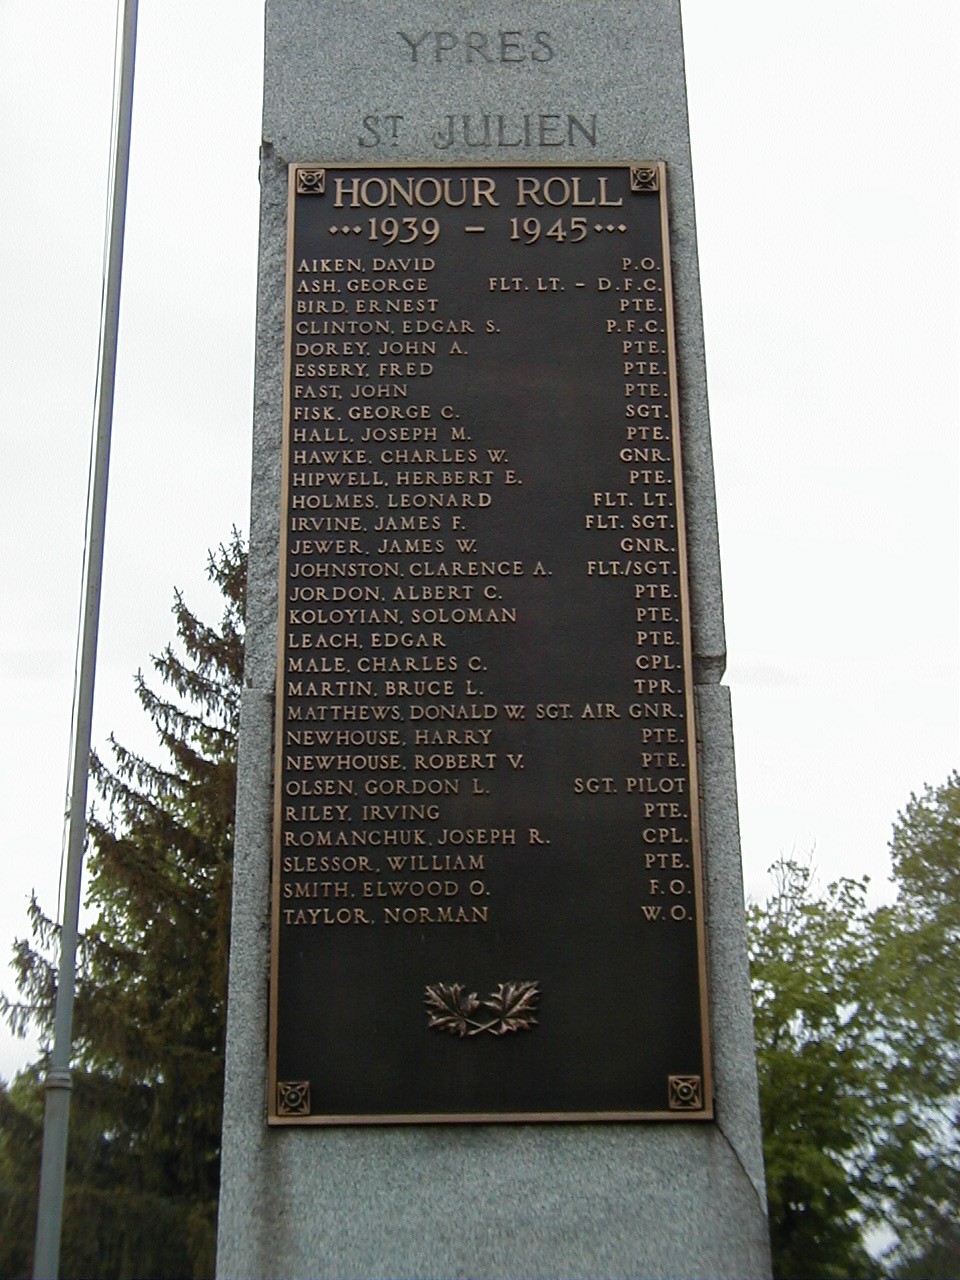 YPRES
ST JULIEN
HONOUR ROLL
...1939 - 1945...
AIKEN, DAVID P.O.
ASH, GEORGE FLT. LT. - D.F.C.
BIRD, ERNEST PTE.
CLINTON, EDGAR S. P.F.C.
DOREY, JOHN A. PTE.
ESSERY, FRED PTE.
FAST, JOHN PTE.
FISK, GEORGE C. SGT.
HALL, JOSEPH M. PTE.
HAWKE, CHARLES W. GNR.
HIPWELL, HERBERT E. PTE.
HOLMES, LEONARD FLT. LT.
IRVINE, JAMES F. FLT. SGT.
JEWER, JAMES W. GNR.
JOHNSTON, CLARENCE A. FLT./SGT.
JORDON, ALBERT C. PTE.
KOLOYIAN, SOLOMAN PTE.
LEACH, EDGAR PTE.
MALE, CHARLES C. CPL.
MARTIN, BRUCE L. TPR.
MATTHEWS, DONALD W. SGT. AIR GNR.
NEWHOUSE, HARRY PTE.
NEWHOUSE, ROBERT V. PTE.
OLSEN, GORDON L. SGT. PILOT
RILEY, IRVING PTE.
ROMANCHUK, JOSEPH R. CPL.
SLESSOR, WILLIAM PTE.
SMITH, ELWOOD O. F.O.
TAYLOR, NORMAN W.O.